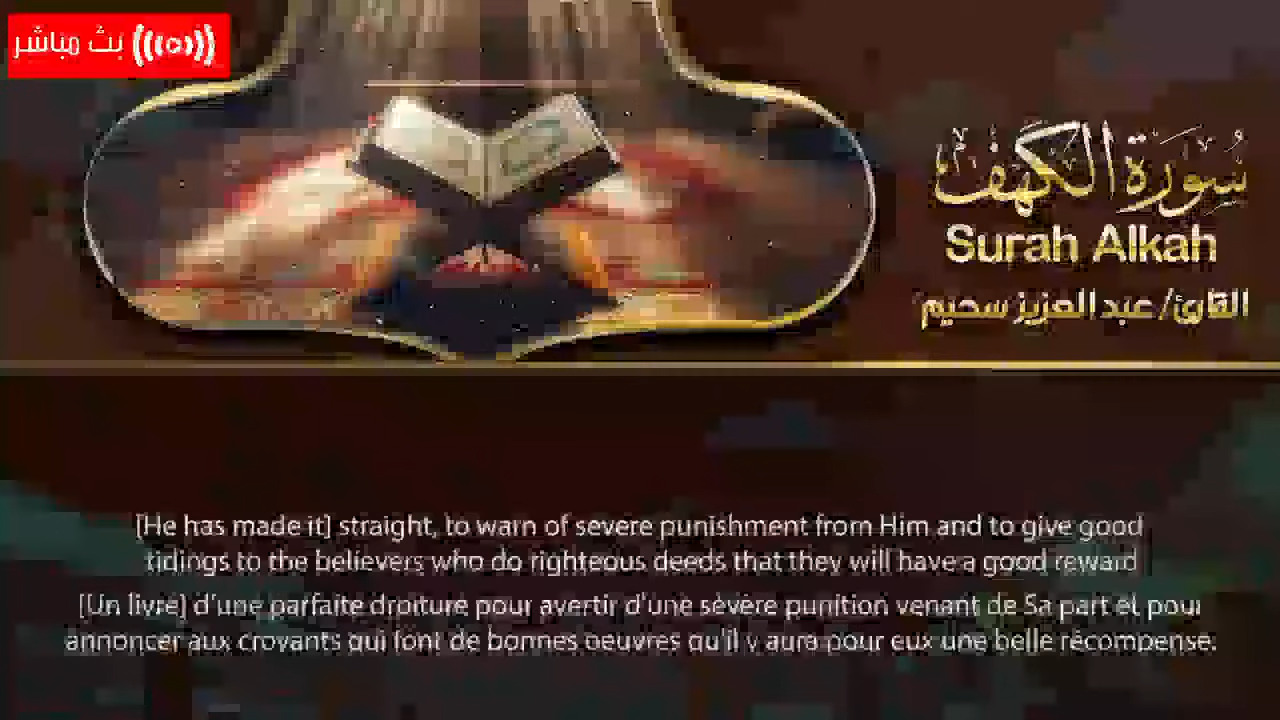 بث مباشر
سُورَة الكهف
Surah Alkah
القارئ/ عبد العزيز سحيم
[He has made it] straight, to warn of severe punishment from Him and to give good
tidings to the believers who do righteous deeds that they will have a good reward
[Un livre] d'une parfaite droiture pour avertir d'une sévère punition venant de Sa part et pour
annoncer aux croyants qui font de bonnes oeuvres qu'il y aura pour eux une belle récompense.